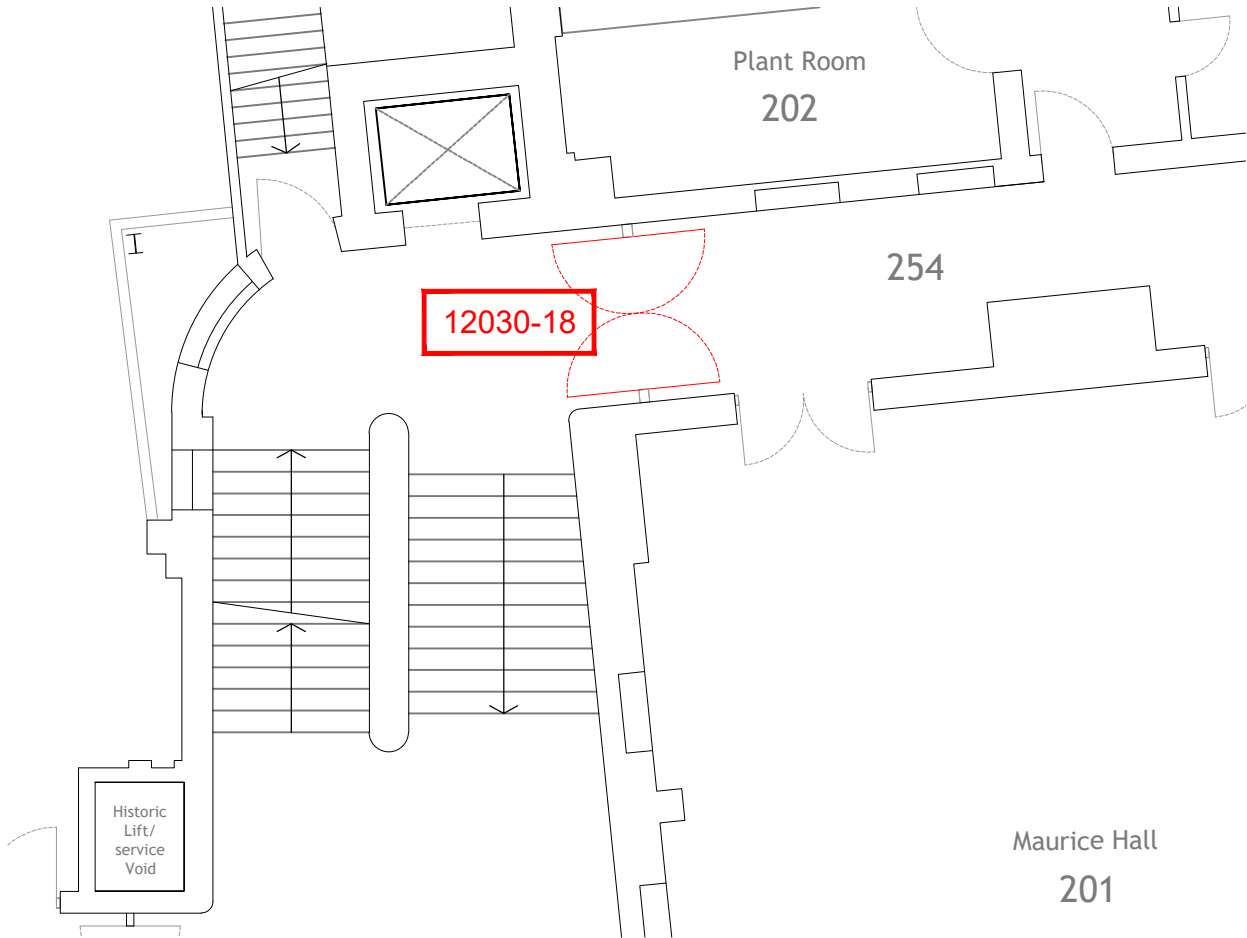 Plant Room
202
254
12030-18
Historic
Lift/
service
Void
Maurice Hall
201